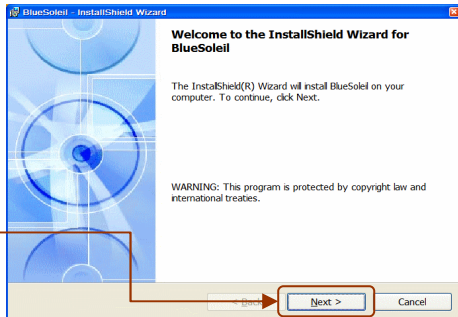 BlueSoleil - InstallShield Wizard
Welcome to the InstallShield Wizard for
BlueSoleil
The InstallShield(R) Wizard will install BlueSoleil on your
computer. To continue, click Next.
WARNING: This program is protected by copyright law and
international treaties.
< Back
Next >
Cancel